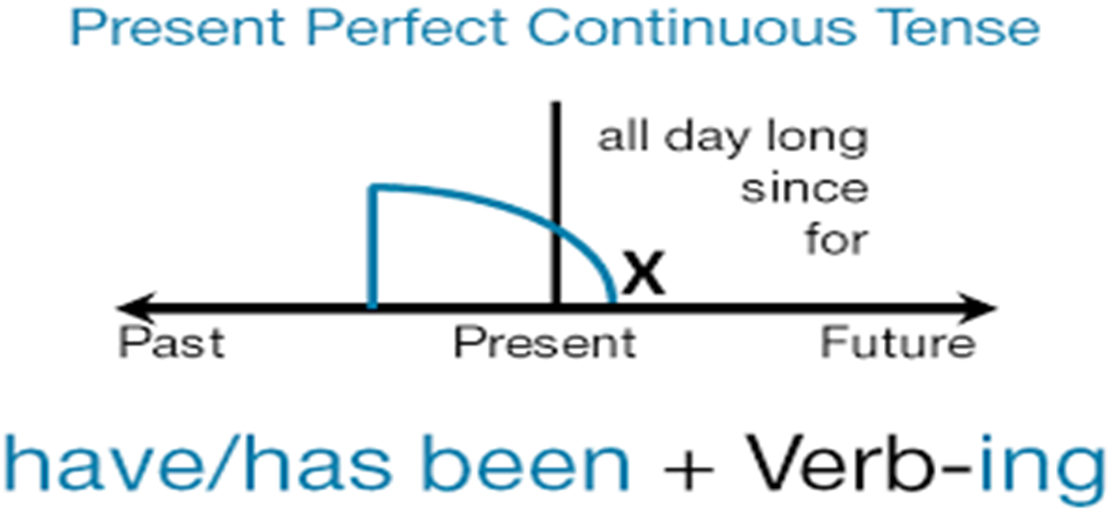 Present Perfect Continuous Tense
all day long
since
for
X
Past Present Future
have/has been + Verb-ing